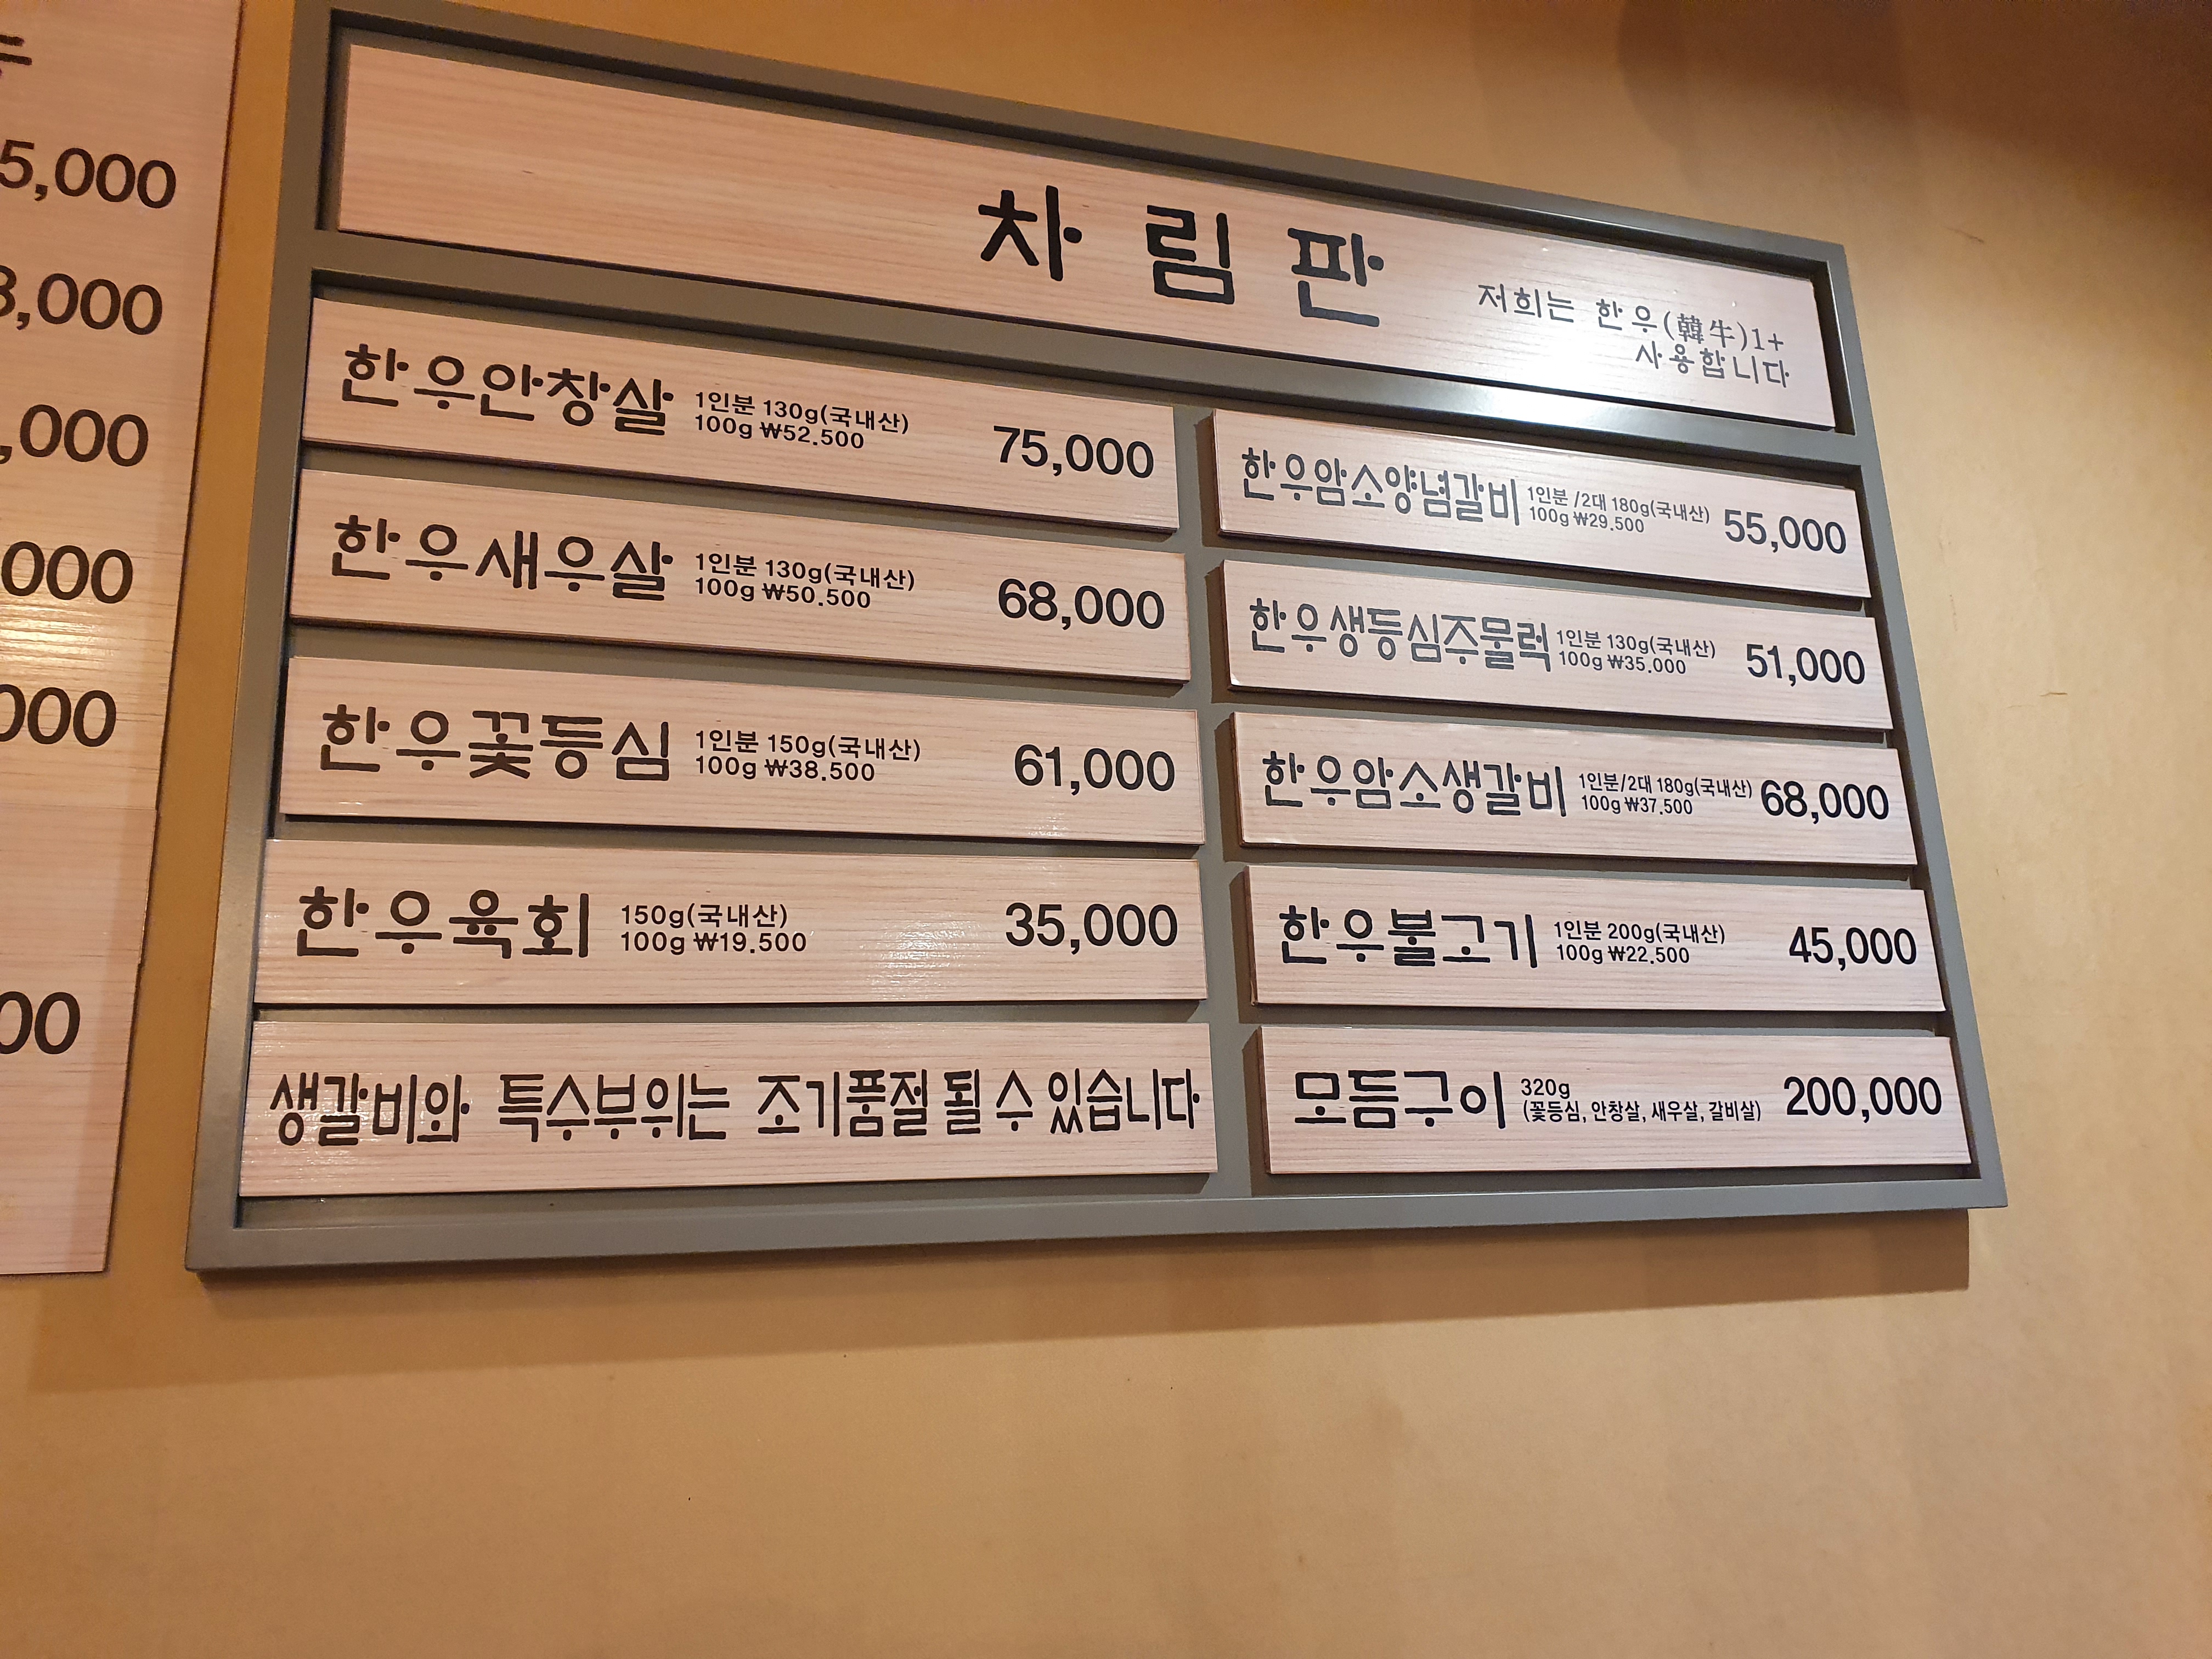 5,000
3,000
,000
000
000
00
차림판
저희는 한우(韓牛)1+
사용합니다
한우안창살 1인분 130g(국내산) 75,000
100g ₩52.500
한우새우살 1인분 130g(국내산) 68,000
100g ₩50.500
한우꽃등심 1인분 150g(국내산) 61,000
100g ₩38.500
한우육회 150g(국내산) 35,000
100g ₩19.500
생갈비와 특수부위는 조기품절 될 수 있습니다
한우암소양념갈비 1인분 /2대 180g(국내산) 55,000
100g ₩29.500
한우생등심주물럭 1인분 130g(국내산) 51,000
100g ₩35.000
한우암소생갈비 1인분/2대 180g(국내산) 68,000
100g ₩37,500
한우불고기 1인분 200g(국내산) 45,000
100g ₩22.500
모듬구이 320g 200,000
(꽃등심, 안창살, 새우살, 갈비살)